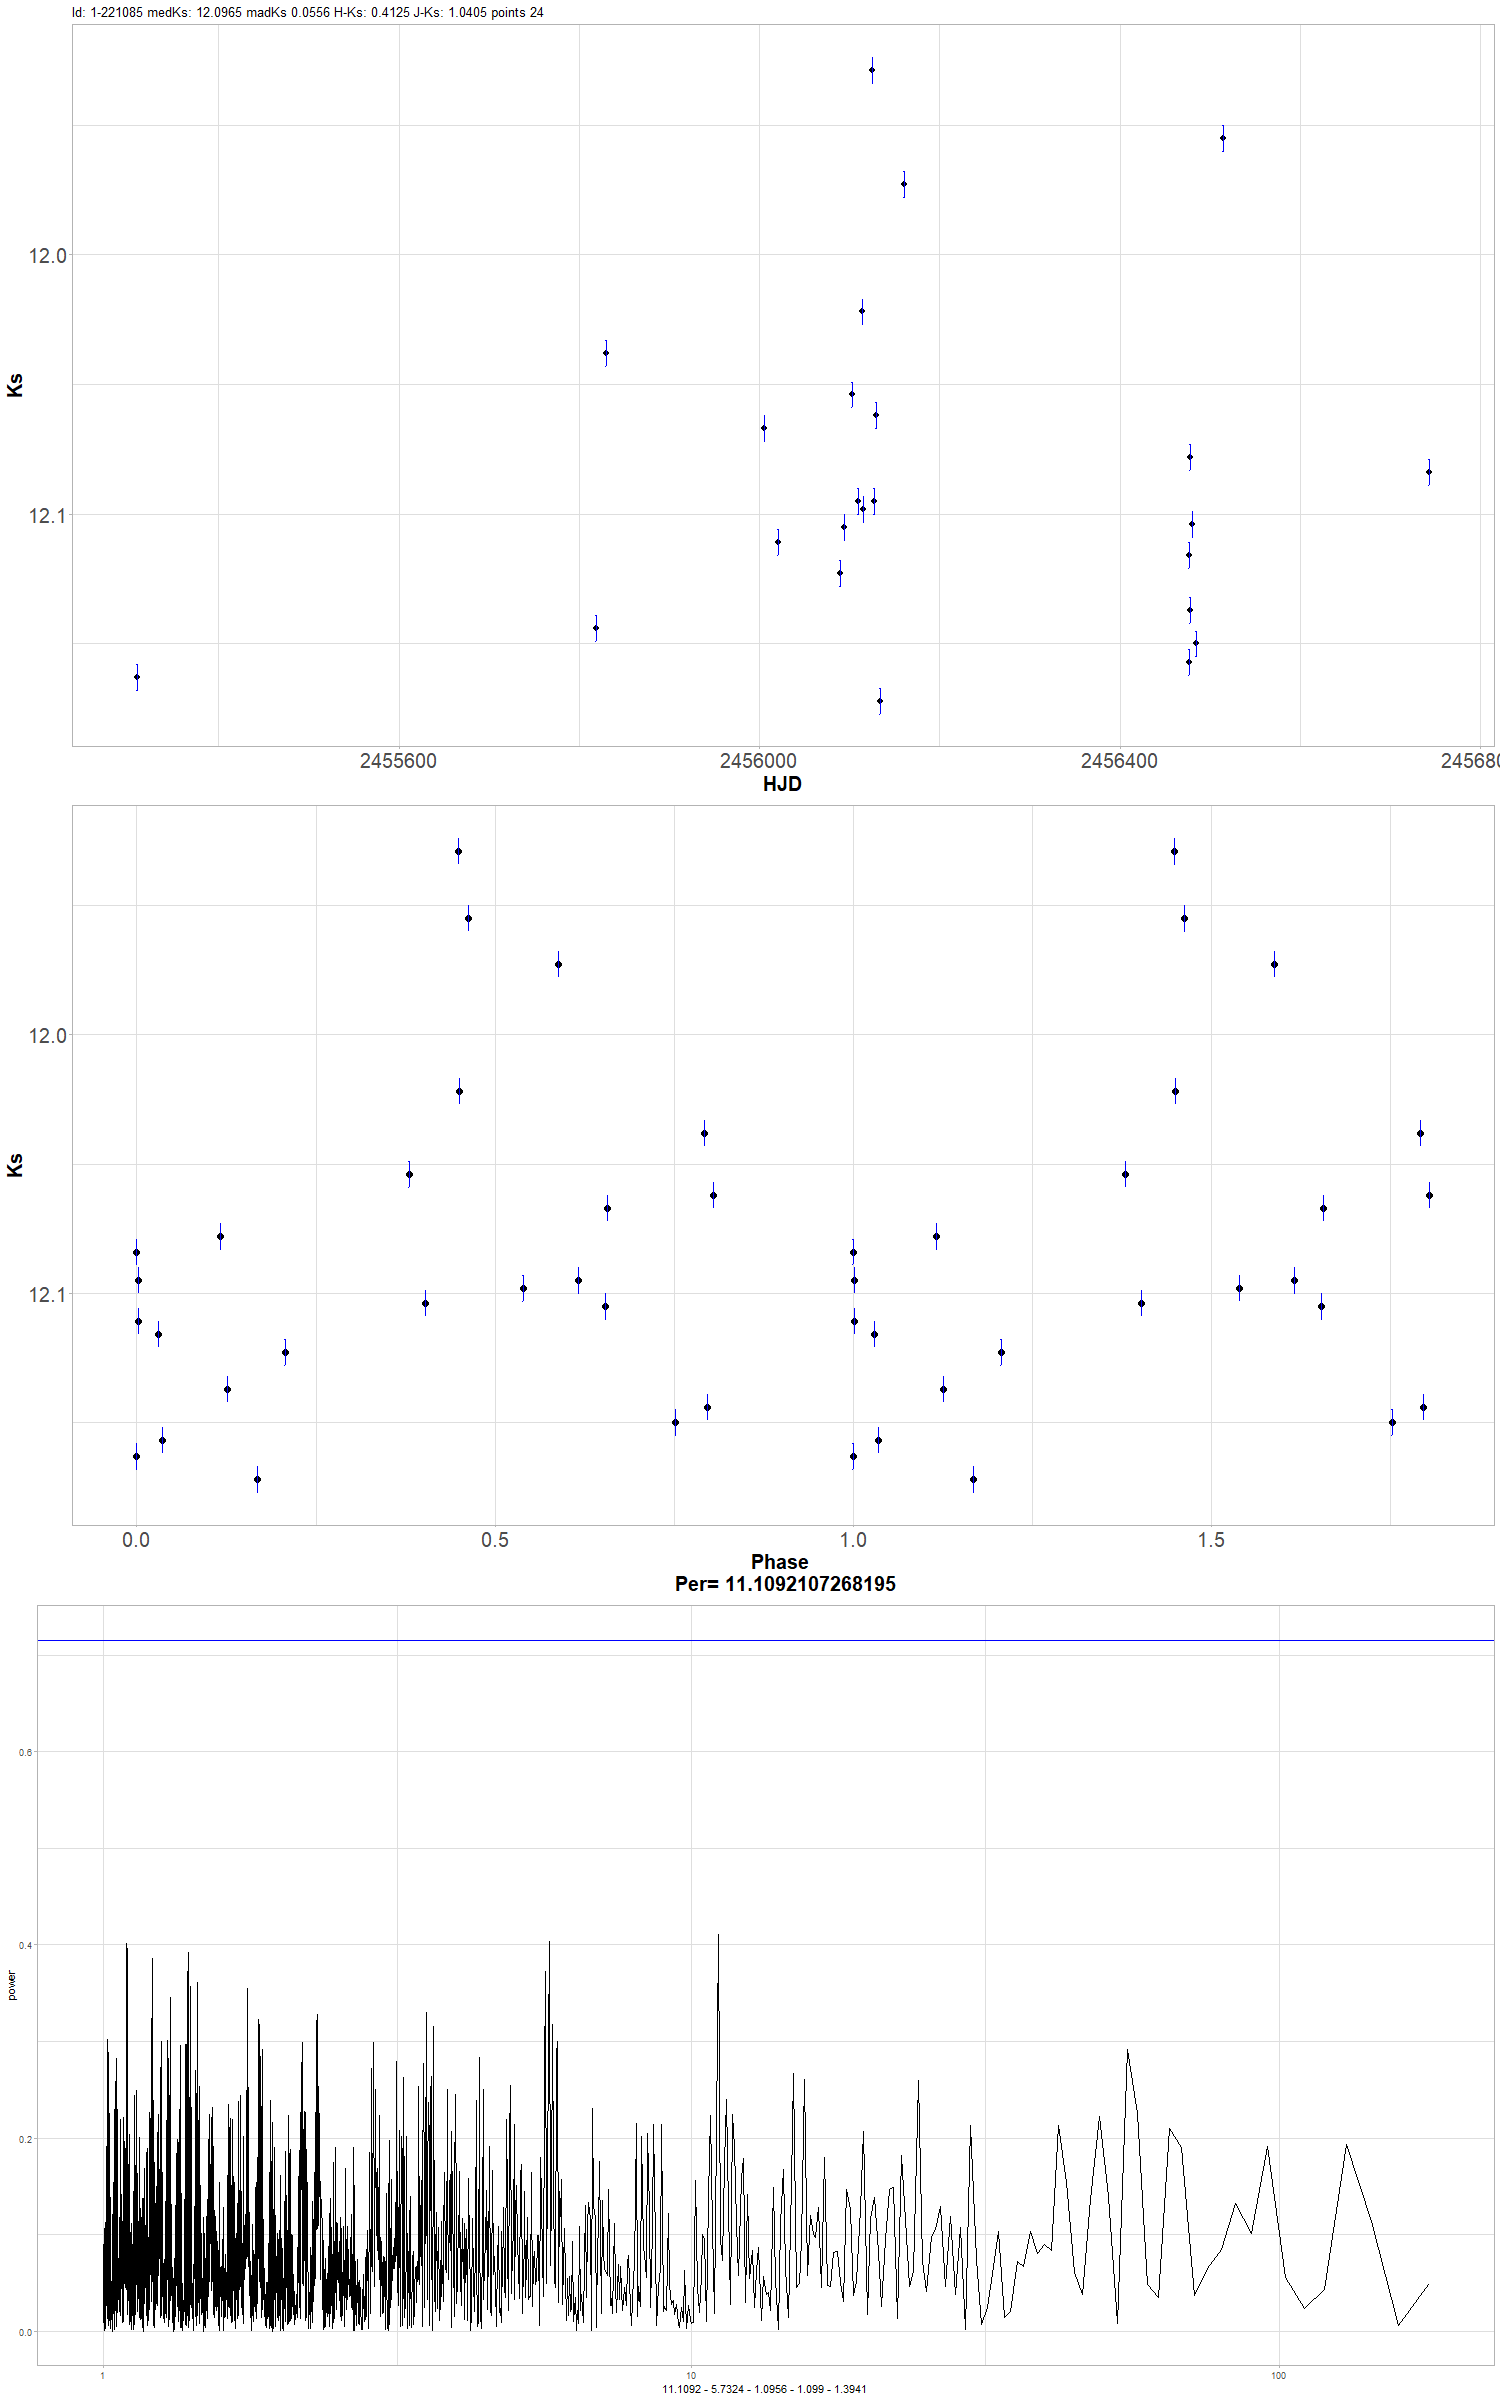 Id: 1-221085 medKs: 12.0965 madKs 0.0556 H-Ks: 0.4125 J-Ks: 1.0405 points 24
12.0
Ks
12.1
2455600 2456000 2456400 245680
HJD
12.0
Ks
12.1
0.0 0.5 1.0 1.5
Phase
Per= 11.1092107268195
0.6
0.4
power
0.2
0.0
1 10 100
11.1092 - 5.7324 - 1.0956 - 1.099 - 1.3941